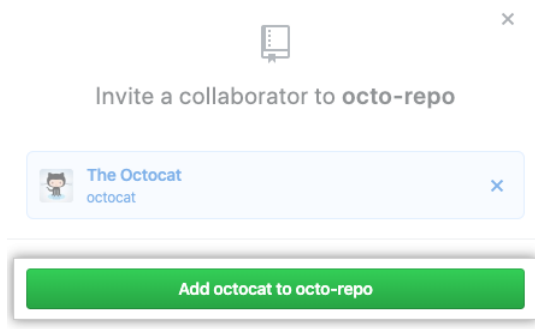 Invite a collaborator to octo-repo
The Octocat
octocat
Add octocat to octo-repo